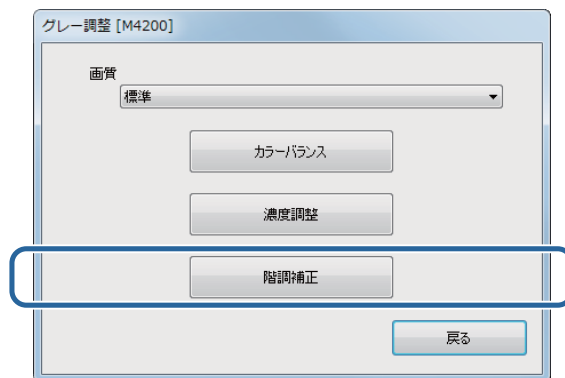 グレー調整 [M4200]
画質
標準
カラーバランス
濃度調整
階調補正
戻る